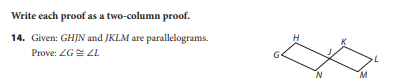 Write each proof as a two-column proof.
14. Given: GHJN and JKLM are parallelograms.
Prove: ∠G ≅ ∠L
H
K
G
J
L
N
M